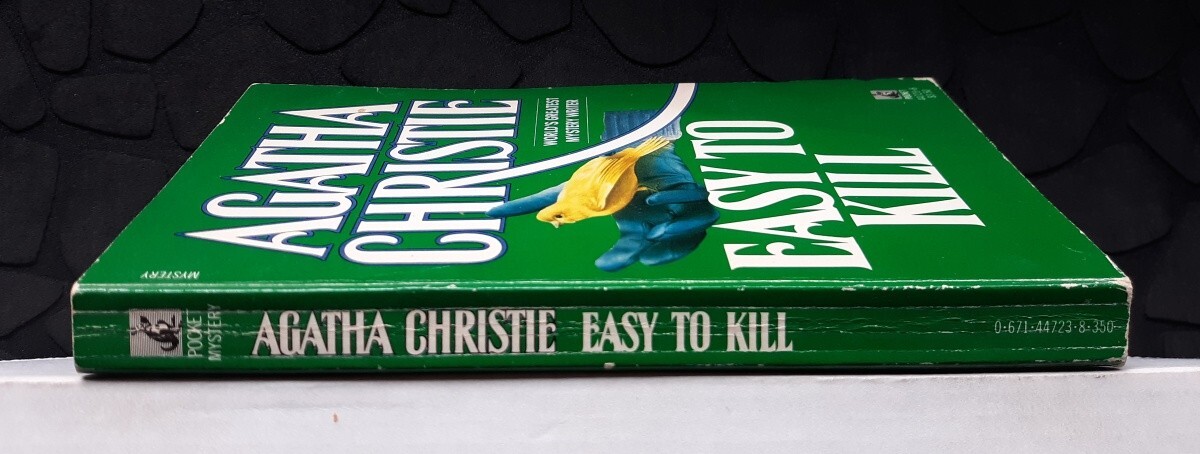 AGATHA
CHRISTIE
WORLD'S GREATEST
MYSTERY WRITER
EASY TO
KILL
MYSTERY
POCKET
MYSTERY
AGATHA CHRISTIE EASY TO KILL
0·671·44723·8·350